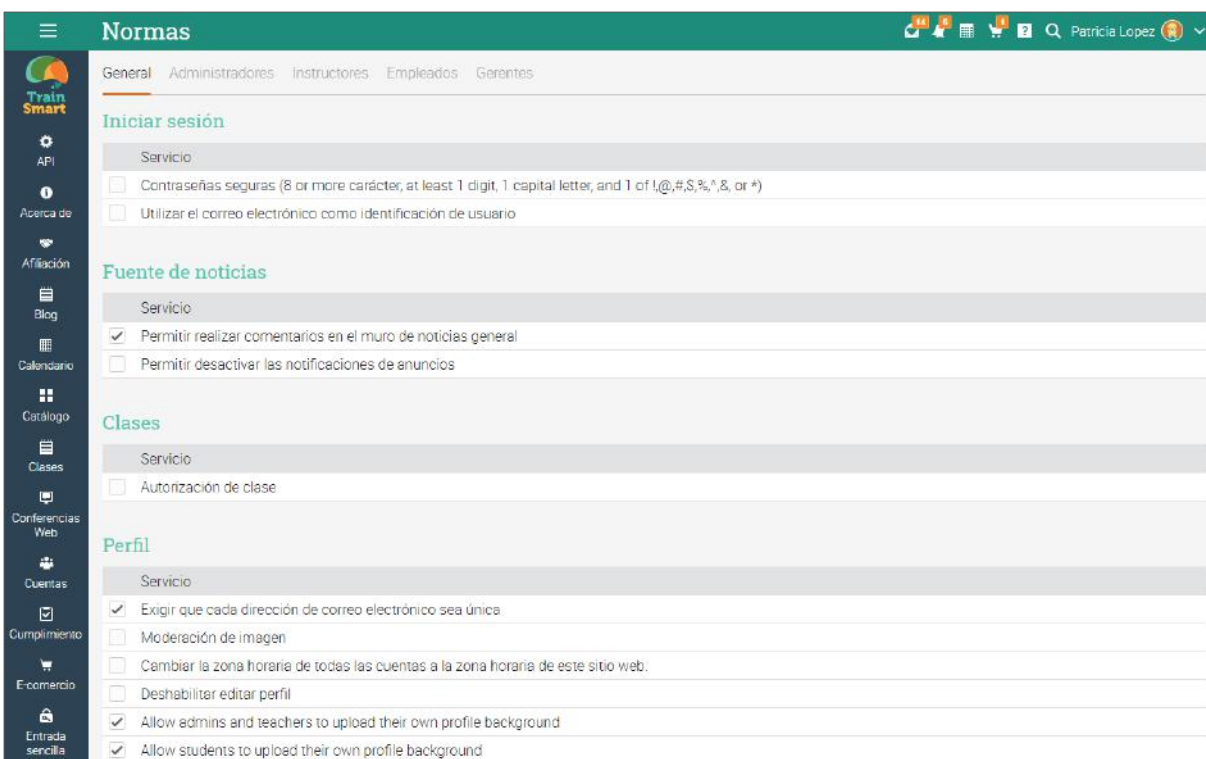 Normas
14
6
1
Patricia Lopez
Train
Smart
API
Acerca de
Afiliación
Blog
Calendario
Catálogo
Clases
Conferencias
Web
Cuentas
Cumplimiento
E-comercio
Entrada
sencilla
General Administradores Instructores Empleados Gerentes
Iniciar sesión
Servicio
Contraseñas seguras (8 or more carácter, at least 1 digit, 1 capital letter, and 1 of !,@,#,$,%,^,&, or *)
Utilizar el correo electrónico como identificación de usuario
Fuente de noticias
Servicio
Permitir realizar comentarios en el muro de noticias general
Permitir desactivar las notificaciones de anuncios
Clases
Servicio
Autorización de clase
Perfil
Servicio
Exigir que cada dirección de correo electrónico sea única
Moderación de imagen
Cambiar la zona horaria de todas las cuentas a la zona horaria de este sitio web.
Deshabilitar editar perfil
Allow admins and teachers to upload their own profile background
Allow students to upload their own profile background